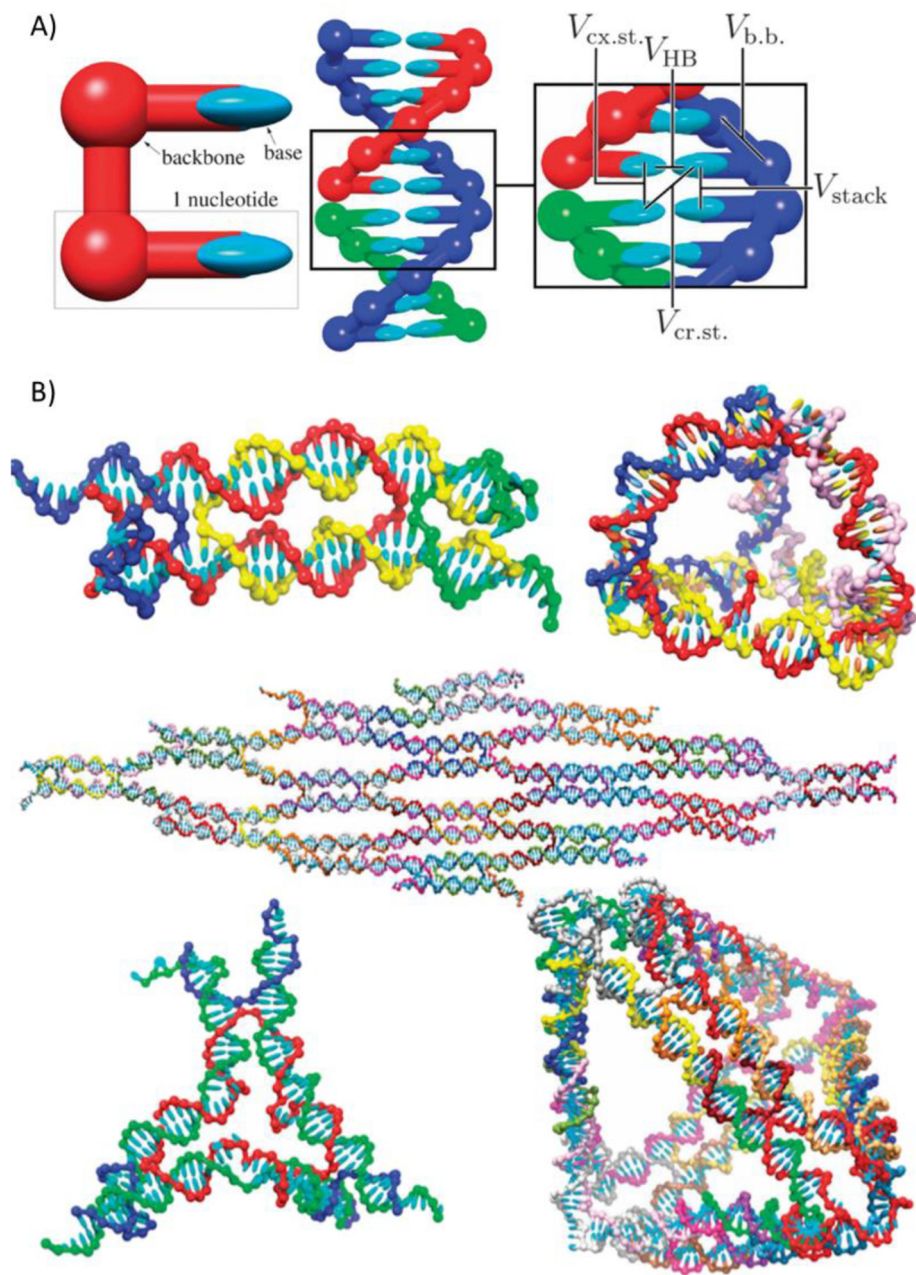 A)
backbone
base
1 nucleotide
V_cx.st.
V_HB
V_b.b.
V_stack
V_cr.st.
B)